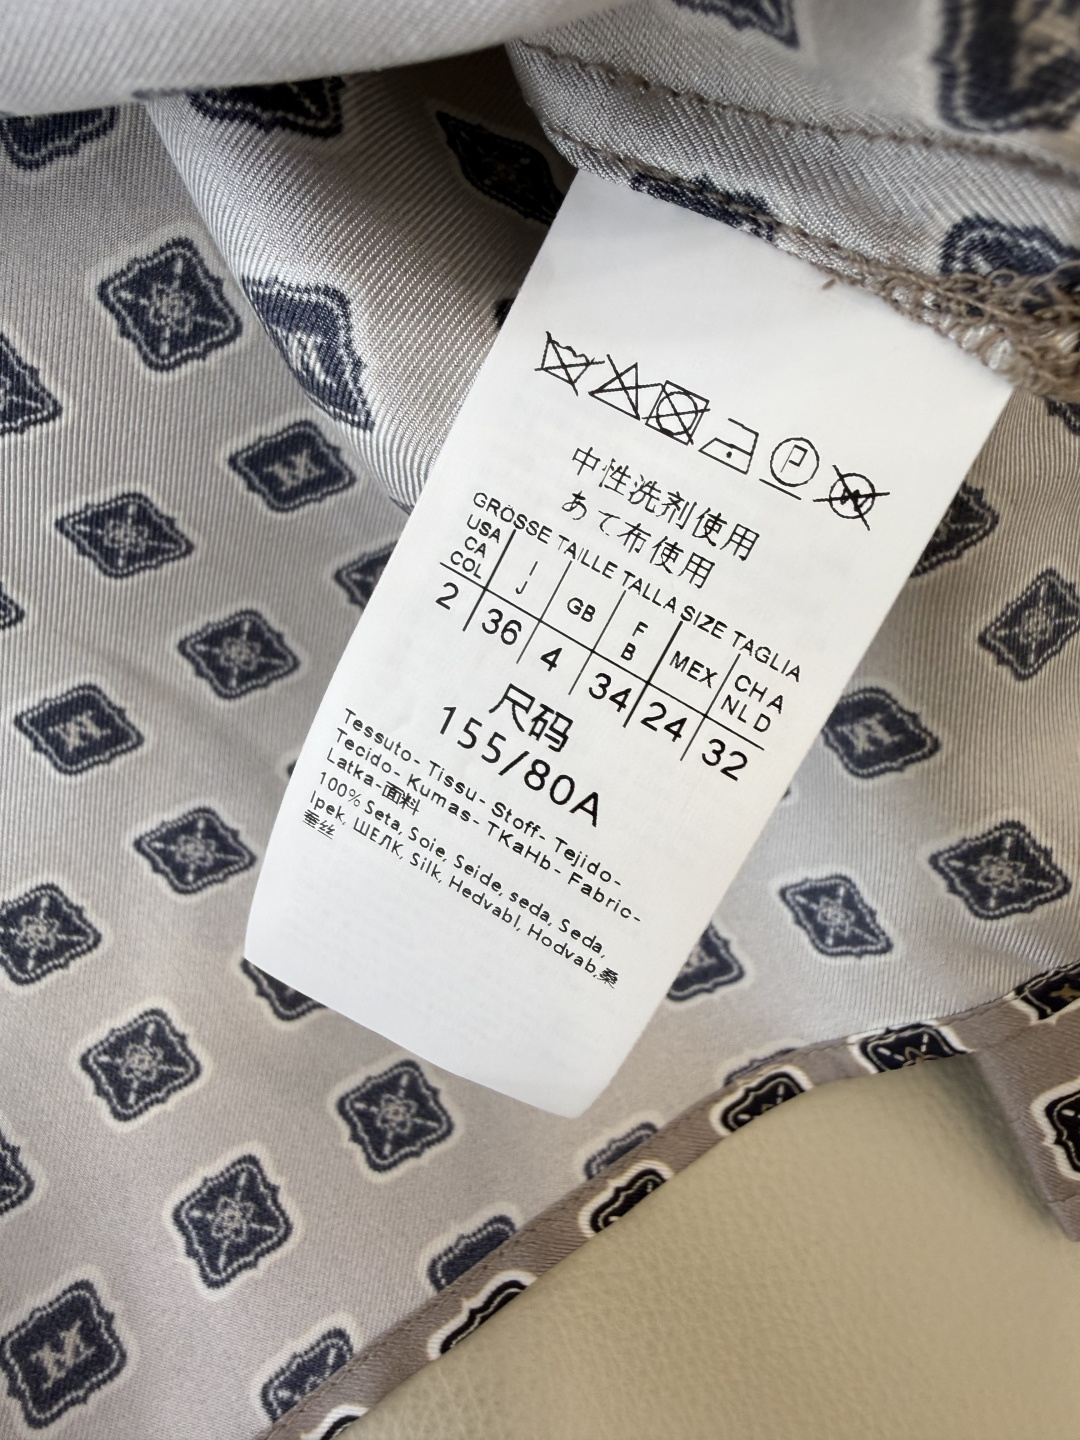 P
W
中性洗剤使用
あて布使用
GRÖSSE TAILLE TALLA SIZE TAGLIA
USA CA COL I J GB F B MEX CH A NL D
2 36 4 34 24 32
尺码
155/80A
Tessuto- Tissu- Stoff- Tejido-
Tecido- Kumas- TKaHb- Fabric-
Latka-面料
100% Seta, Soie, Seide, seda, Seda,
Ipek, ШЕЛК, Silk, Hedvabl, Hodvab,桑
蚕丝
M
M